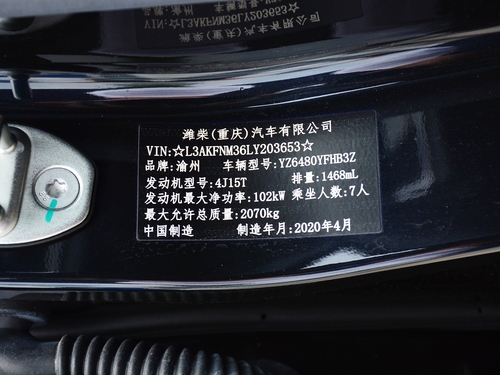 潍柴(重庆)汽车有限公司
VIN:☆L3AKFNM36LY203653☆
品牌:渝州 车辆型号:YZ6480YFHB3Z
发动机型号:4J15T 排量:1468mL
发动机最大净功率:102kW 乘坐人数:7人
最大允许总质量:2070kg
中国制造 制造年月:2020年4月